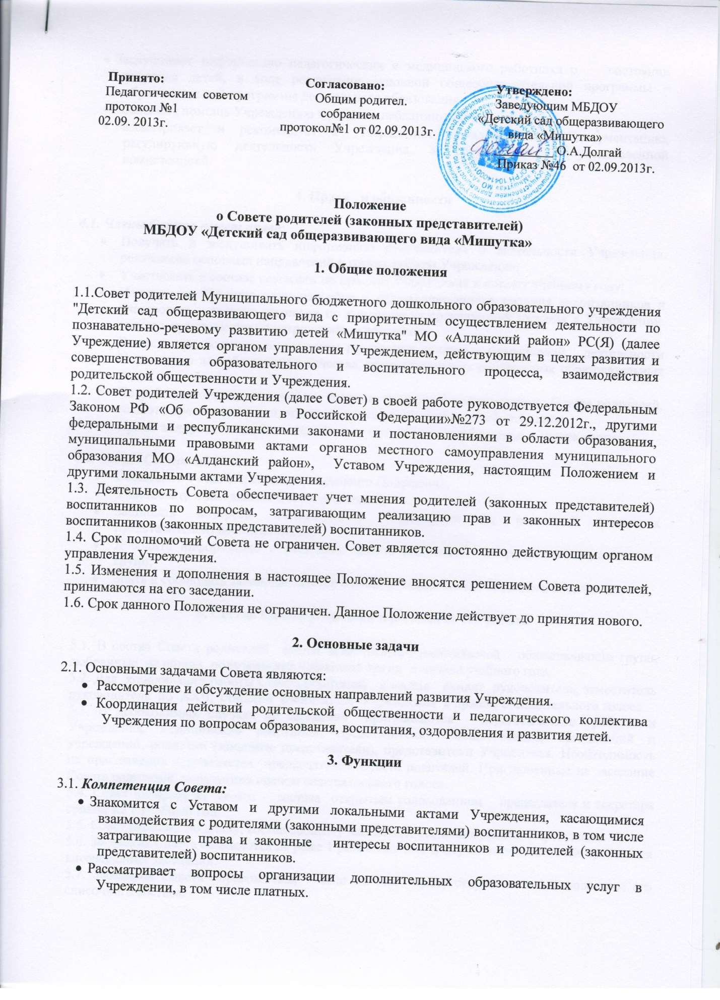 Принято:
Педагогическим советом
протокол №1
02.09. 2013г.
Согласовано:
Общим родител.
собранием
протокол№1 от 02.09.2013г.
Утверждено:
Заведующим МБДОУ
«Детский сад общеразвивающего
вида «Мишутка»
О.А.Долгай
Приказ №46 от 02.09.2013г.
Положение
о Совете родителей (законных представителей)
МБДОУ «Детский сад общеразвивающего вида «Мишутка»
1. Общие положения
1.1.Совет родителей Муниципального бюджетного дошкольного образовательного учреждения
"Детский сад общеразвивающего вида с приоритетным осуществлением деятельности по
познавательно-речевому развитию детей «Мишутка" МО «Алданский район» РС(Я) (далее
Учреждение) является органом управления Учреждением, действующим в целях развития и
совершенствования образовательного и воспитательного процесса, взаимодействия
родительской общественности и Учреждения.
1.2. Совет родителей Учреждения (далее Совет) в своей работе руководствуется Федеральным
Законом РФ «Об образовании в Российской Федерации»№273 от 29.12.2012г., другими
федеральными и республиканскими законами и постановлениями в области образования,
муниципальными правовыми актами органов местного самоуправления муниципального
образования МО «Алданский район», Уставом Учреждения, настоящим Положением и
другими локальными актами Учреждения.
1.3. Деятельность Совета обеспечивает учет мнения родителей (законных представителей)
воспитанников по вопросам, затрагивающим реализацию прав и законных интересов
воспитанников (законных представителей) воспитанников.
1.4. Срок полномочий Совета не ограничен. Совет является постоянно действующим органом
управления Учреждения.
1.5. Изменения и дополнения в настоящее Положение вносятся решением Совета родителей,
принимаются на его заседании.
1.6. Срок данного Положения не ограничен. Данное Положение действует до принятия нового.
2. Основные задачи
2.1. Основными задачами Совета являются:
• Рассмотрение и обсуждение основных направлений развития Учреждения.
• Координация действий родительской общественности и педагогического коллектива
Учреждения по вопросам образования, воспитания, оздоровления и развития детей.
3. Функции
3.1. Компетенция Совета:
• Знакомится с Уставом и другими локальными актами Учреждения, касающимися
взаимодействия с родителями (законными представителями) воспитанников, в том числе
затрагивающие права и законные интересы воспитанников и родителей (законных
представителей) воспитанников.
• Рассматривает вопросы организации дополнительных образовательных услуг в
Учреждении, в том числе платных.